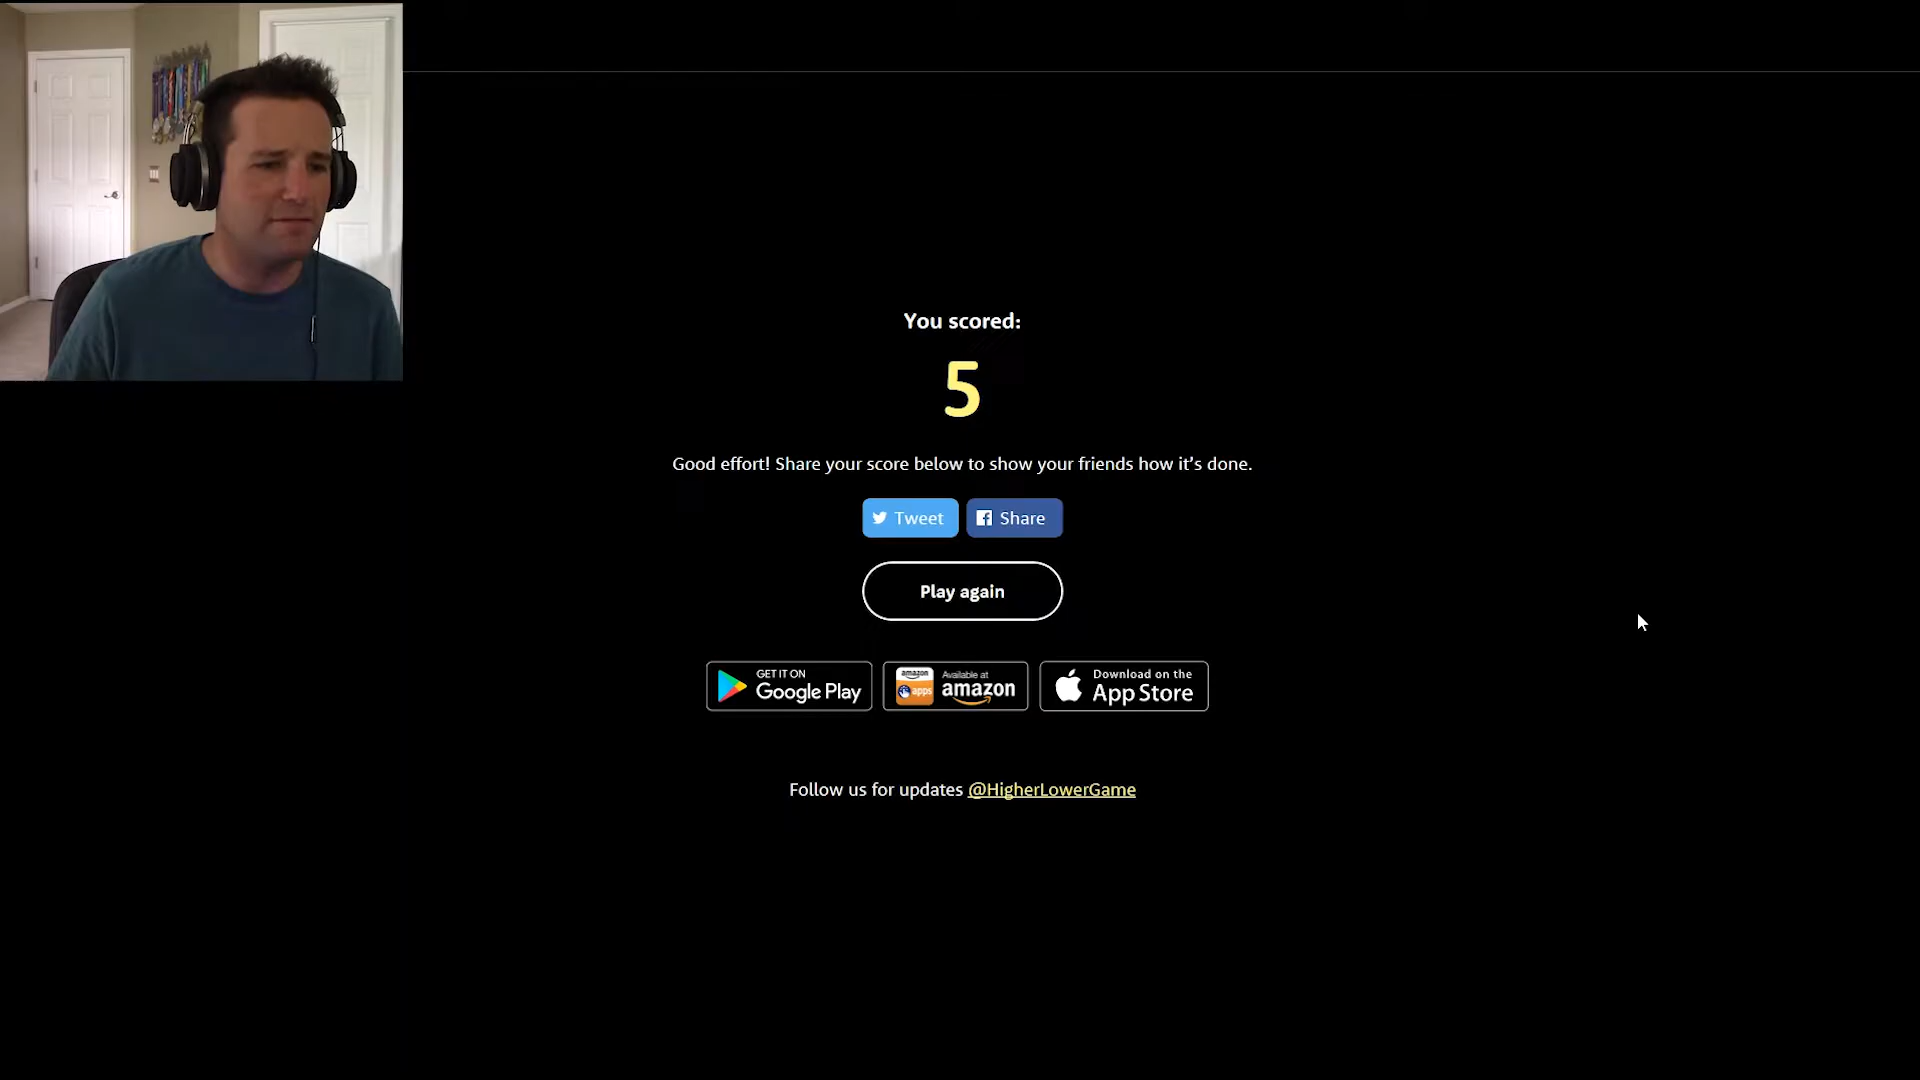 You scored:
5
Good effort! Share your score below to show your friends how it's done.
Tweet
Share
Play again
GET IT ON
Google Play
amazon
apps
Available at
amazon
Download on the
App Store
Follow us for updates @HigherLowerGame